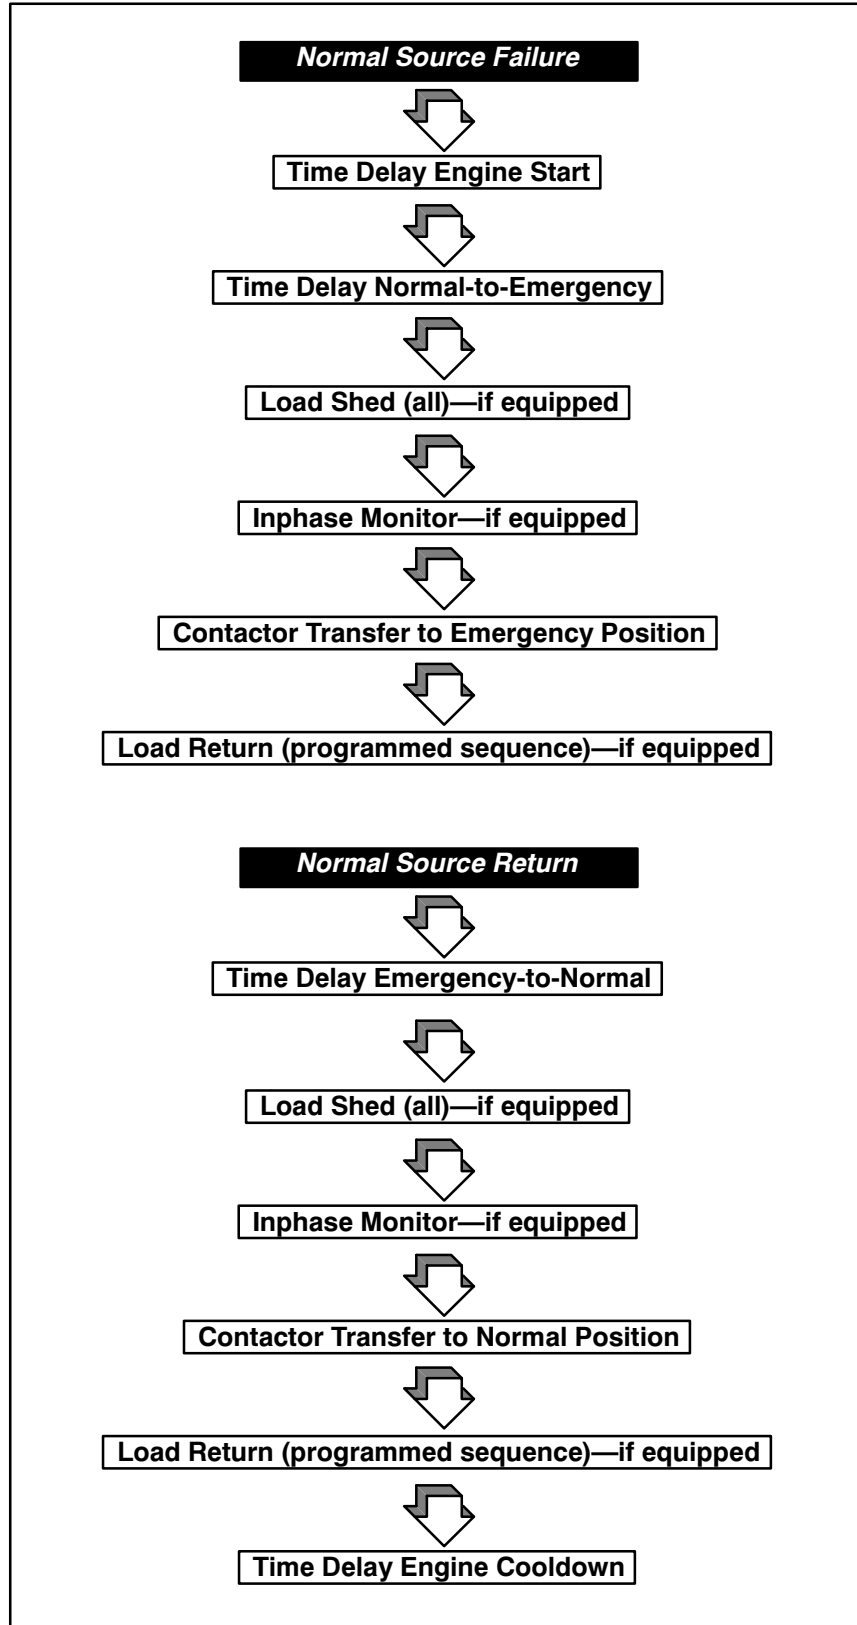 Normal Source Failure
Time Delay Engine Start
Time Delay Normal-to-Emergency
Load Shed (all)—if equipped
Inphase Monitor—if equipped
Contactor Transfer to Emergency Position
Load Return (programmed sequence)—if equipped
Normal Source Return
Time Delay Emergency-to-Normal
Load Shed (all)—if equipped
Inphase Monitor—if equipped
Contactor Transfer to Normal Position
Load Return (programmed sequence)—if equipped
Time Delay Engine Cooldown